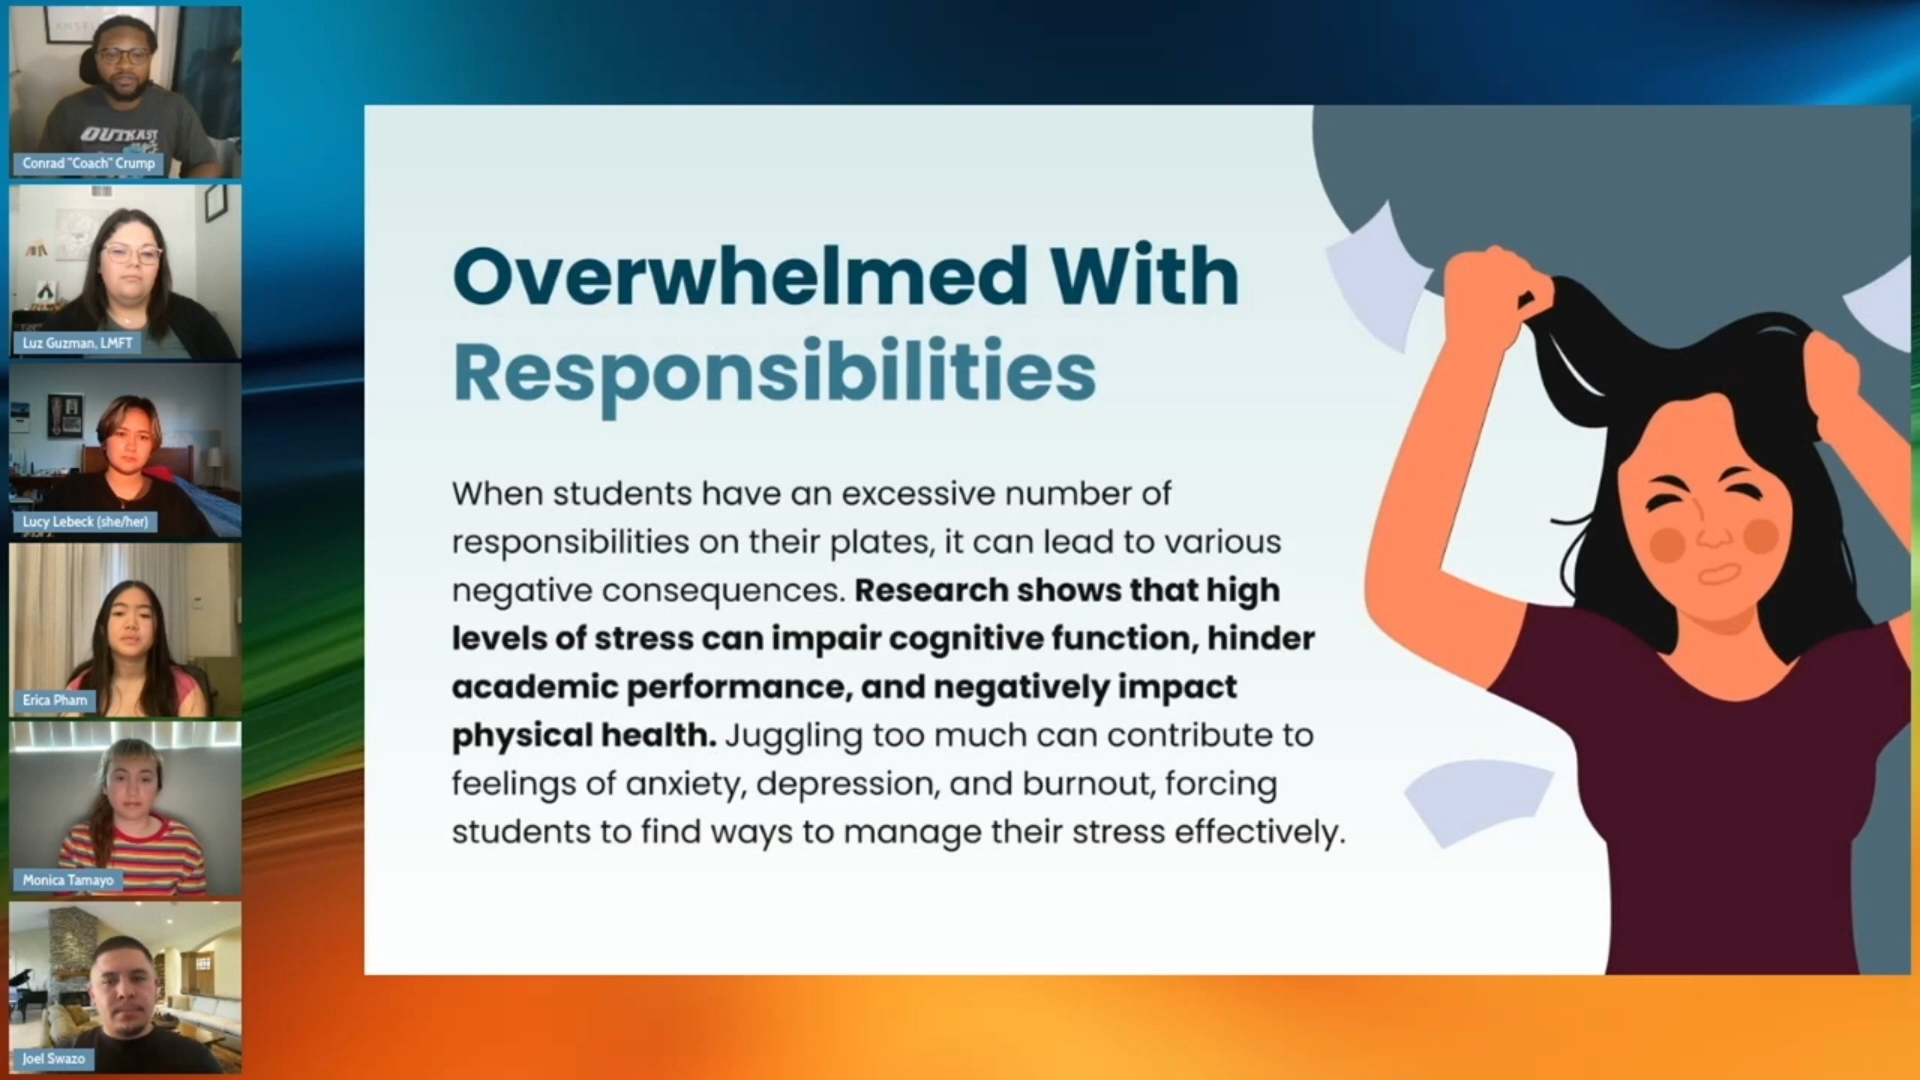 OUTKAST
Conrad "Coach" Crump
Luz Guzman, LMFT
Lucy Lebeck (she/her)
Erica Pham
Monica Tamayo
Joel Swazo
Overwhelmed With
Responsibilities
When students have an excessive number of
responsibilities on their plates, it can lead to various
negative consequences. Research shows that high
levels of stress can impair cognitive function, hinder
academic performance, and negatively impact
physical health. Juggling too much can contribute to
feelings of anxiety, depression, and burnout, forcing
students to find ways to manage their stress effectively.